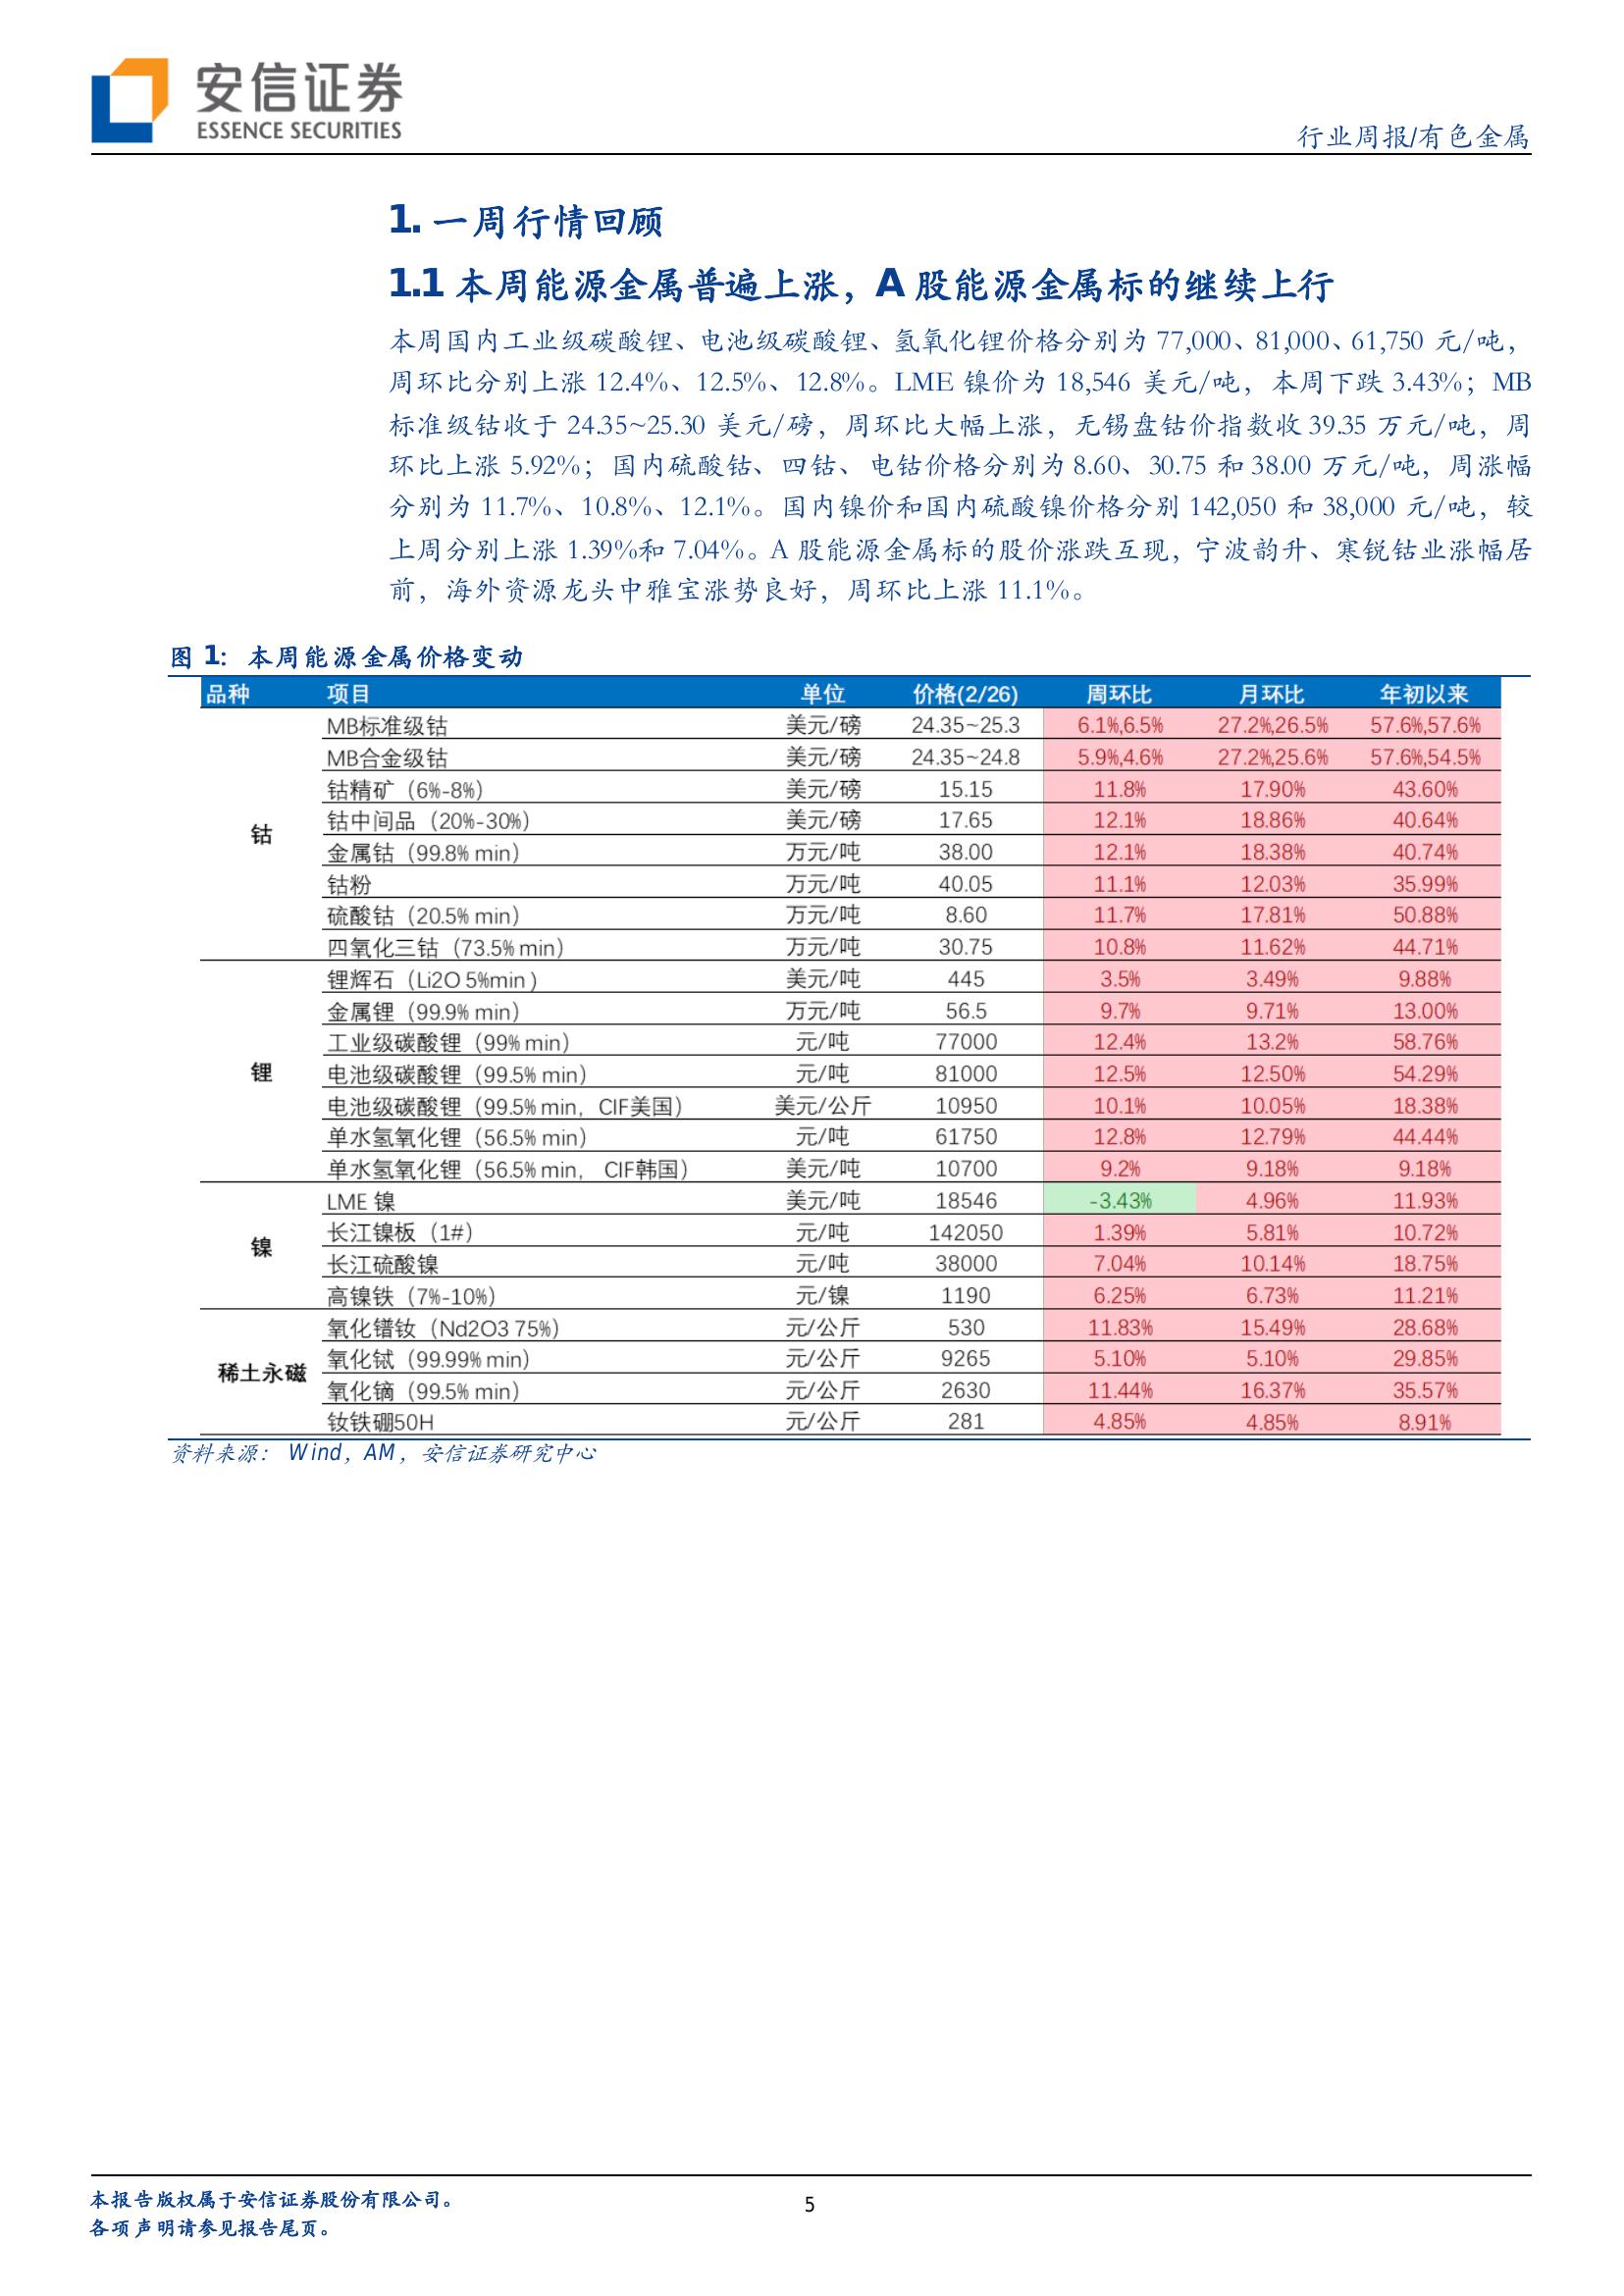 安信证券
ESSENCE SECURITIES
行业周报/有色金属
1. 一周行情回顾
1.1 本周能源金属普遍上涨，A 股能源金属标的继续上行
本周国内工业级碳酸锂、电池级碳酸锂、氢氧化锂价格分别为 77,000、81,000、61,750 元/吨，
周环比分别上涨 12.4%、12.5%、12.8%。LME 镍价为 18,546 美元/吨，本周下跌 3.43%；MB
标准级钴收于 24.35~25.30 美元/磅，周环比大幅上涨，无锡盘钴价指数收 39.35 万元/吨，周
环比上涨 5.92%；国内硫酸钴、四钴、电钴价格分别为 8.60、30.75 和 38.00 万元/吨，周涨幅
分别为 11.7%、10.8%、12.1%。国内镍价和国内硫酸镍价格分别 142,050 和 38,000 元/吨，较
上周分别上涨 1.39%和 7.04%。A 股能源金属标的股价涨跌互现，宁波韵升、寒锐钴业涨幅居
前，海外资源龙头中雅宝涨势良好，周环比上涨 11.1%。
图 1：本周能源金属价格变动
品种 项目 单位 价格(2/26) 周环比 月环比 年初以来
MB标准级钴 美元/磅 24.35~25.3 6.1%,6.5% 27.2%,26.5% 57.6%,57.6%
MB合金级钴 美元/磅 24.35~24.8 5.9%,4.6% 27.2%,25.6% 57.6%,54.5%
钴精矿（6%-8%） 美元/磅 15.15 11.8% 17.90% 43.60%
钴中间品（20%-30%） 美元/磅 17.65 12.1% 18.86% 40.64%
钴
金属钴（99.8% min） 万元/吨 38.00 12.1% 18.38% 40.74%
钴粉 万元/吨 40.05 11.1% 12.03% 35.99%
硫酸钴（20.5% min） 万元/吨 8.60 11.7% 17.81% 50.88%
四氧化三钴（73.5% min） 万元/吨 30.75 10.8% 11.62% 44.71%
锂辉石（Li2O 5%min） 美元/吨 445 3.5% 3.49% 9.88%
金属锂（99.9% min） 万元/吨 56.5 9.7% 9.71% 13.00%
工业级碳酸锂（99% min） 元/吨 77000 12.4% 13.2% 58.76%
锂 电池级碳酸锂（99.5% min） 元/吨 81000 12.5% 12.50% 54.29%
电池级碳酸锂（99.5% min，CIF美国） 美元/公斤 10950 10.1% 10.05% 18.38%
单水氢氧化锂（56.5% min） 元/吨 61750 12.8% 12.79% 44.44%
单水氢氧化锂（56.5% min， CIF韩国） 美元/吨 10700 9.2% 9.18% 9.18%
LME 镍 美元/吨 18546 -3.43% 4.96% 11.93%
长江镍板（1#） 元/吨 142050 1.39% 5.81% 10.72%
镍
长江硫酸镍 元/吨 38000 7.04% 10.14% 18.75%
高镍铁（7%-10%） 元/镍 1190 6.25% 6.73% 11.21%
氧化镨钕（Nd2O3 75%） 元/公斤 530 11.83% 15.49% 28.68%
氧化铽（99.99% min） 元/公斤 9265 5.10% 5.10% 29.85%
稀土永磁
氧化镝（99.5% min） 元/公斤 2630 11.44% 16.37% 35.57%
钕铁硼50H 元/公斤 281 4.85% 4.85% 8.91%
资料来源：Wind，AM，安信证券研究中心
本报告版权属于安信证券股份有限公司。
5
各项声明请参见报告尾页。